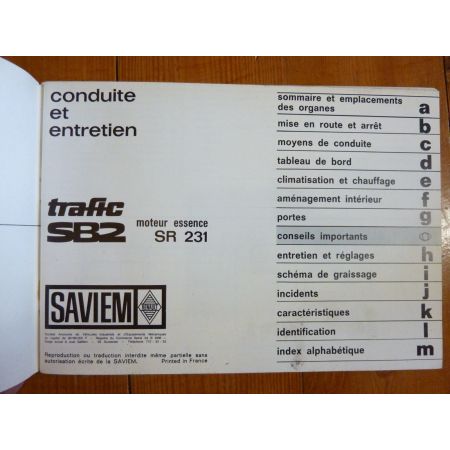 conduite
et
entretien
trafic
SB2
moteur essence
SR 231
SAVIEM
RENAULT
Reproduction ou traduction interdite même partielle sans
autorisation écrite de la SAVIEM. Printed in France
sommaire et emplacements
des organes a
mise en route et arrêt b
moyens de conduite c
tableau de bord d
climatisation et chauffage e
aménagement intérieur f
portes g
conseils importants
entretien et réglages h
schéma de graissage i
incidents j
caractéristiques k
identification l
index alphabétique m